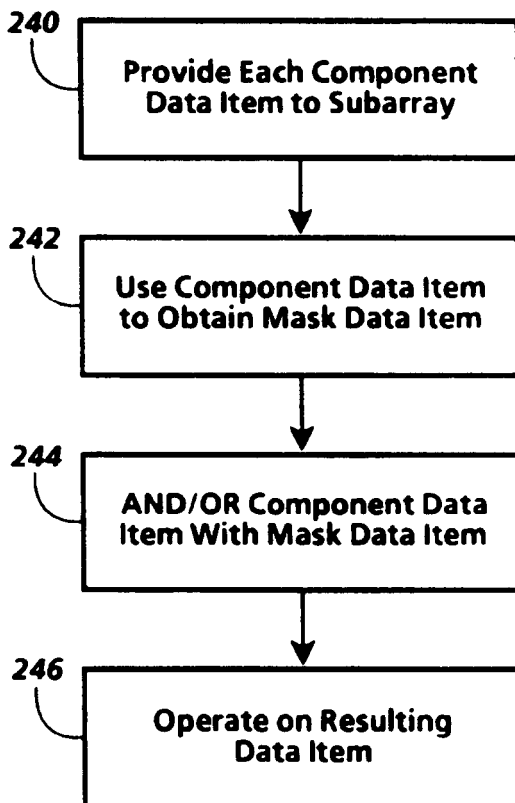 240
Provide Each Component
Data Item to Subarray
242
Use Component Data Item
to Obtain Mask Data Item
244
AND/OR Component Data
Item With Mask Data Item
246
Operate on Resulting
Data Item